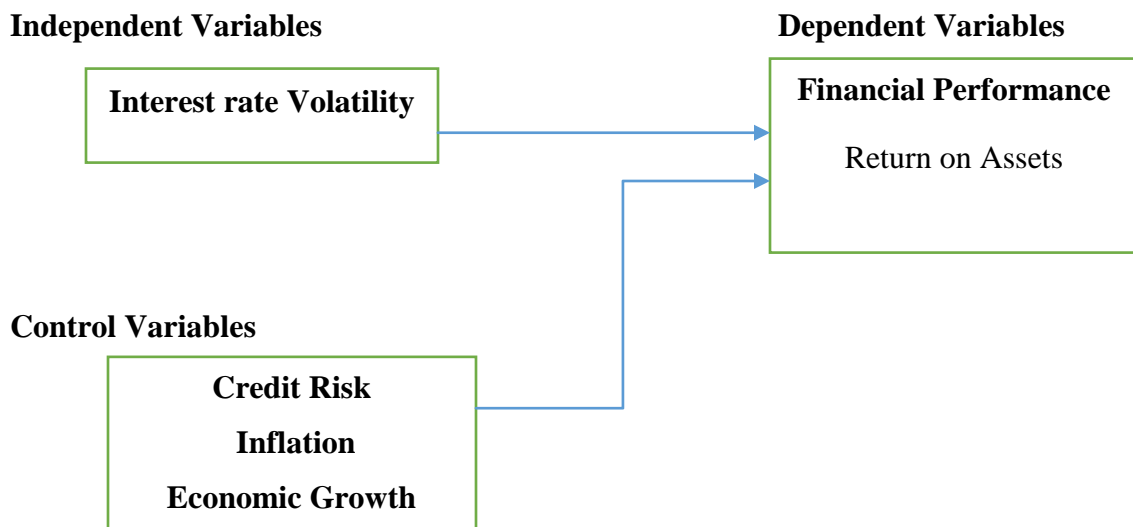 Independent Variables
Dependent Variables
Interest rate Volatility
Financial Performance
Return on Assets
Control Variables
Credit Risk
Inflation
Economic Growth